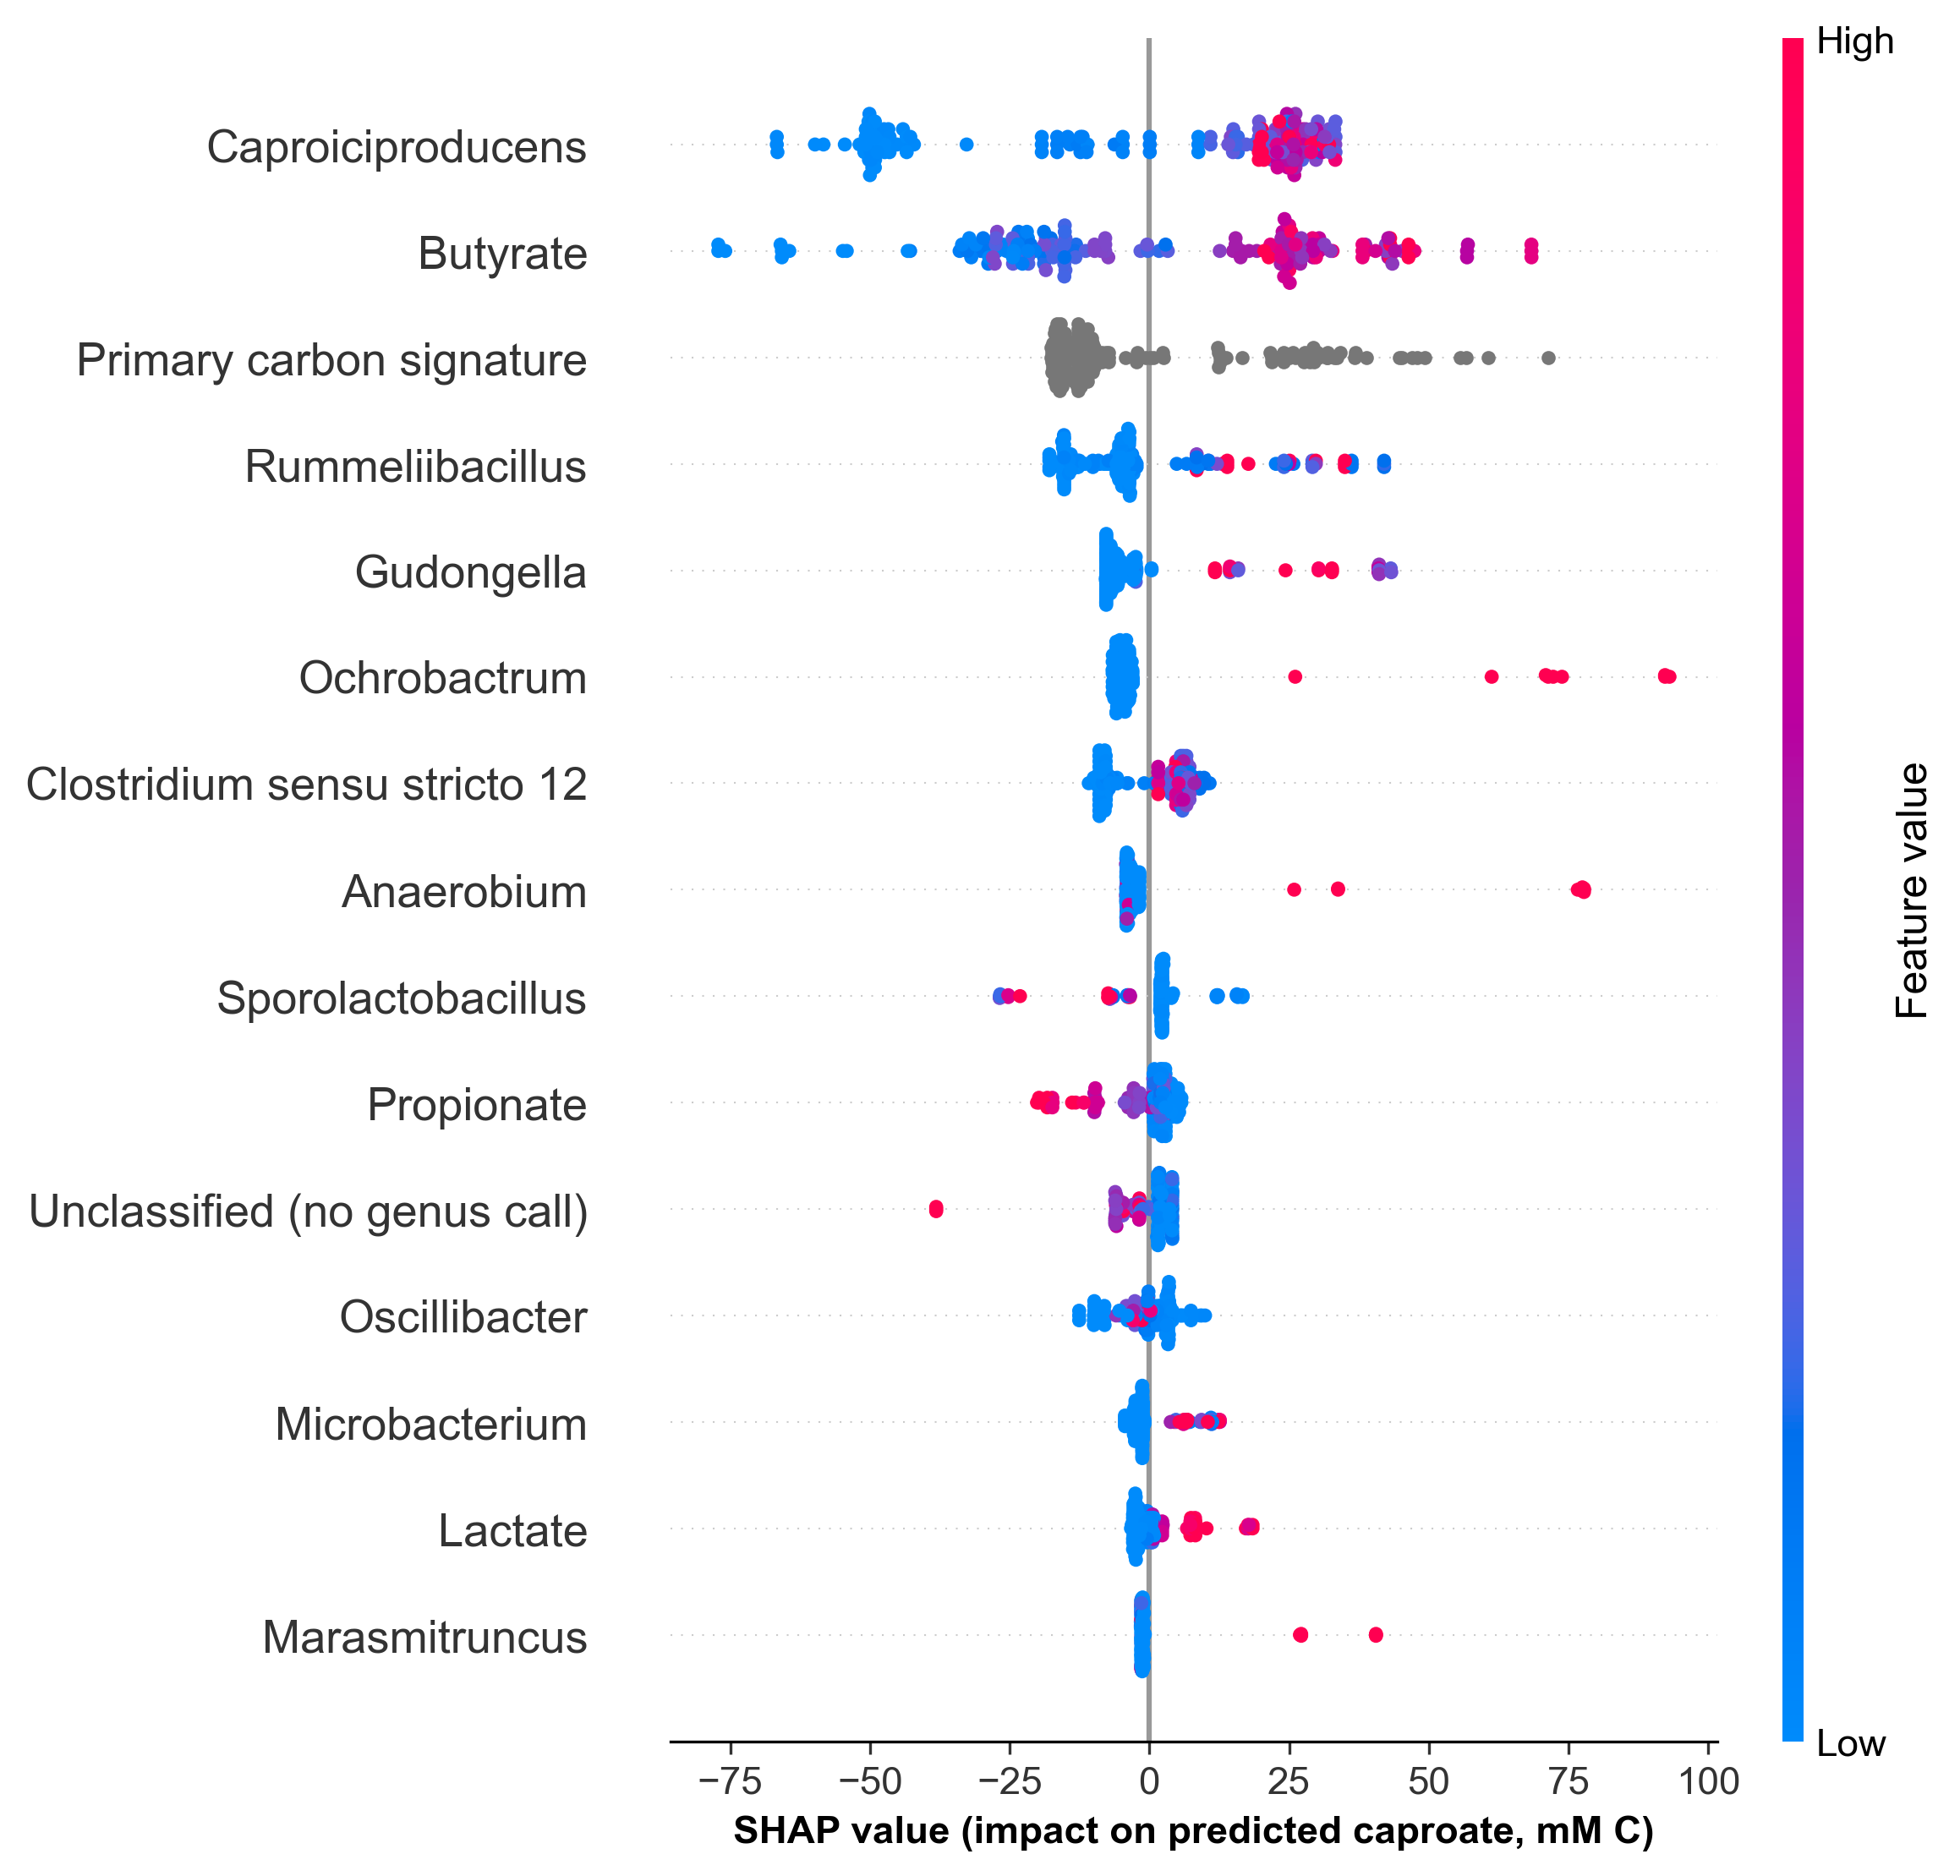 High
Caproiciproducens
Butyrate
Primary carbon signature
Rummeliibacillus
Gudongella
Ochrobactrum
Clostridium sensu stricto 12
Anaerobium
Sporolactobacillus
Propionate
Unclassified (no genus call)
Oscillibacter
Microbacterium
Lactate
Marasmitruncus
Feature value
Low
−75 −50 −25 0 25 50 75 100
SHAP value (impact on predicted caproate, mM C)